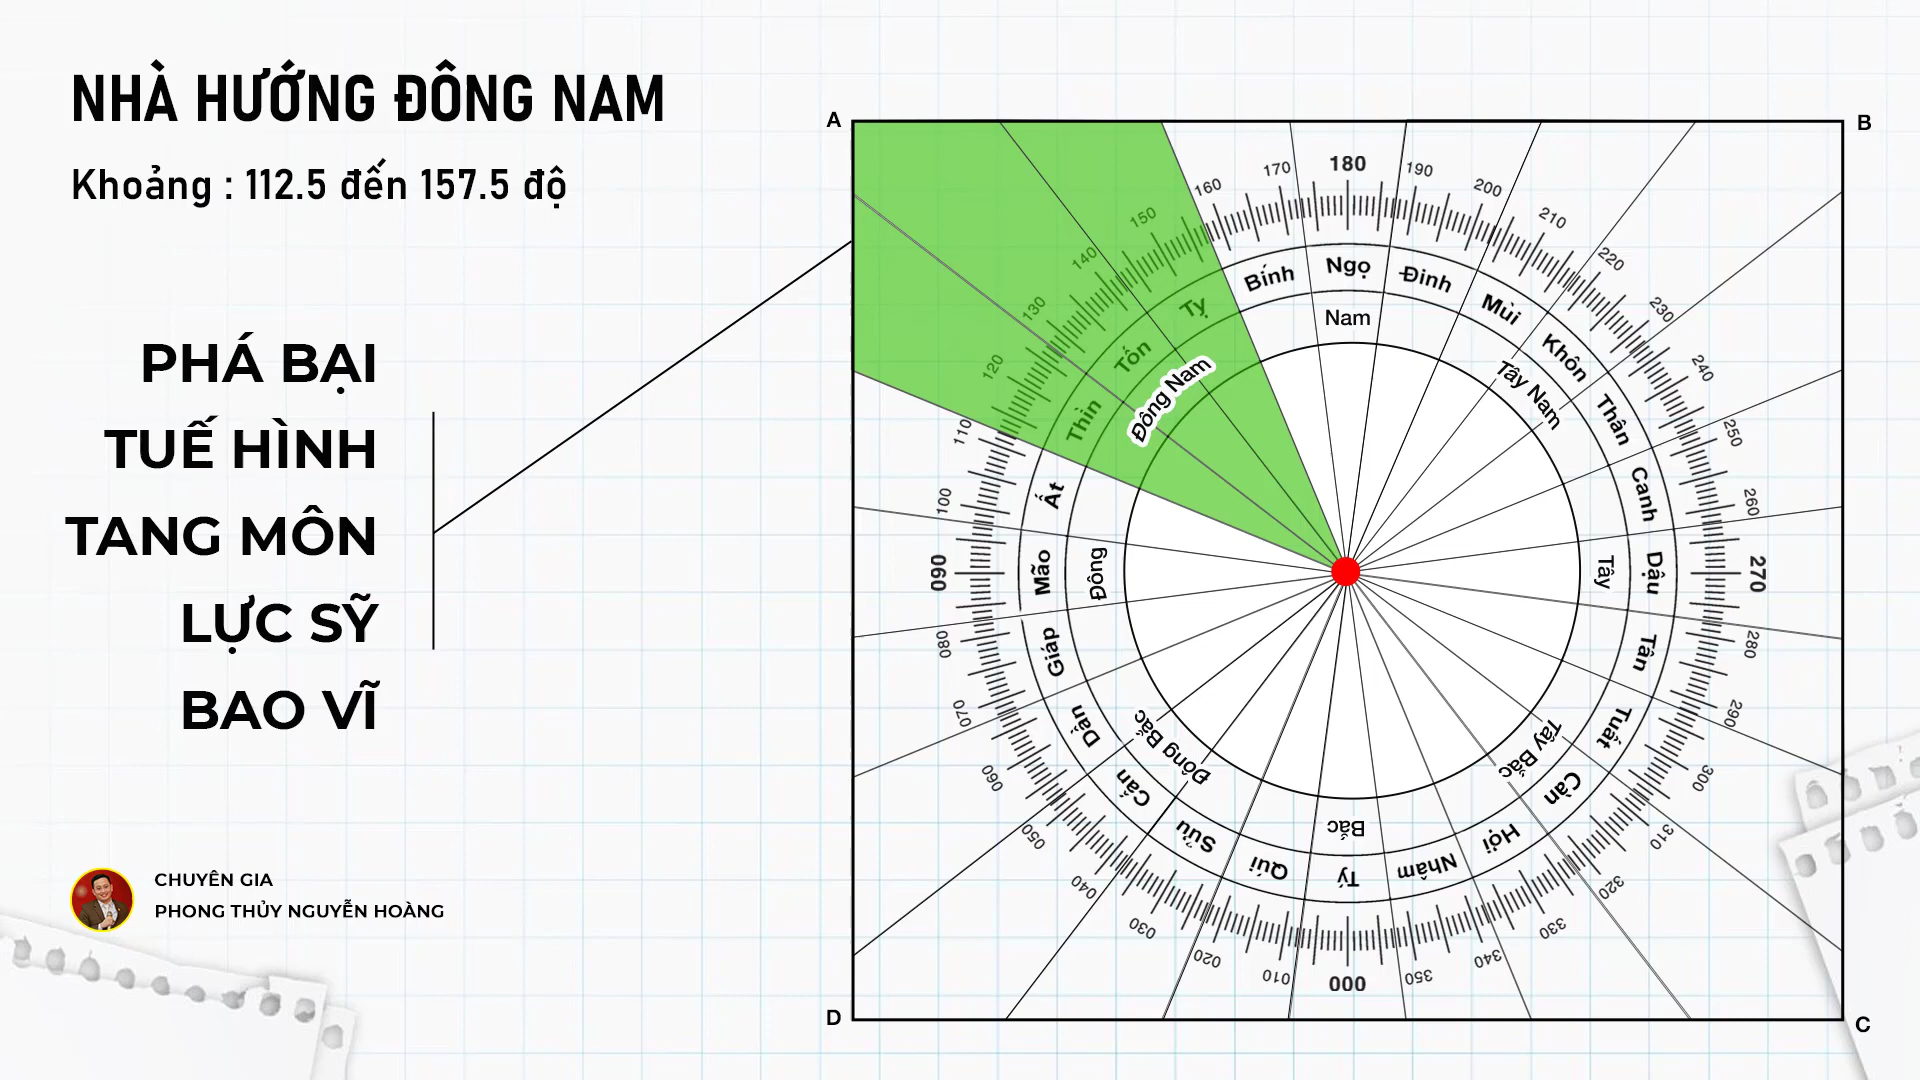 NHÀ HƯỚNG ĐÔNG NAM
Khoảng : 112.5 đến 157.5 độ
PHÁ BẠI
TUẾ HÌNH
TANG MÔN
LỰC SỸ
BAO VĨ
CHUYÊN GIA
PHONG THỦY NGUYỄN HOÀNG
A
B
C
D
180
190
200
210
220
230
240
250
260
270
280
290
300
310
320
330
340
350
000
010
020
030
040
050
060
070
080
090
100
110
120
130
140
150
160
170
Ngọ
Đinh
Mùi
Khôn
Thân
Canh
Dậu
Tân
Tuất
Càn
Hợi
Nhâm
Tý
Quí
Sửu
Cấn
Dần
Giáp
Mão
Ất
Thìn
Tốn
Tỵ
Bính
Nam
Tây Nam
Tây
Tây Bắc
Bắc
Đông Bắc
Đông
Đông Nam